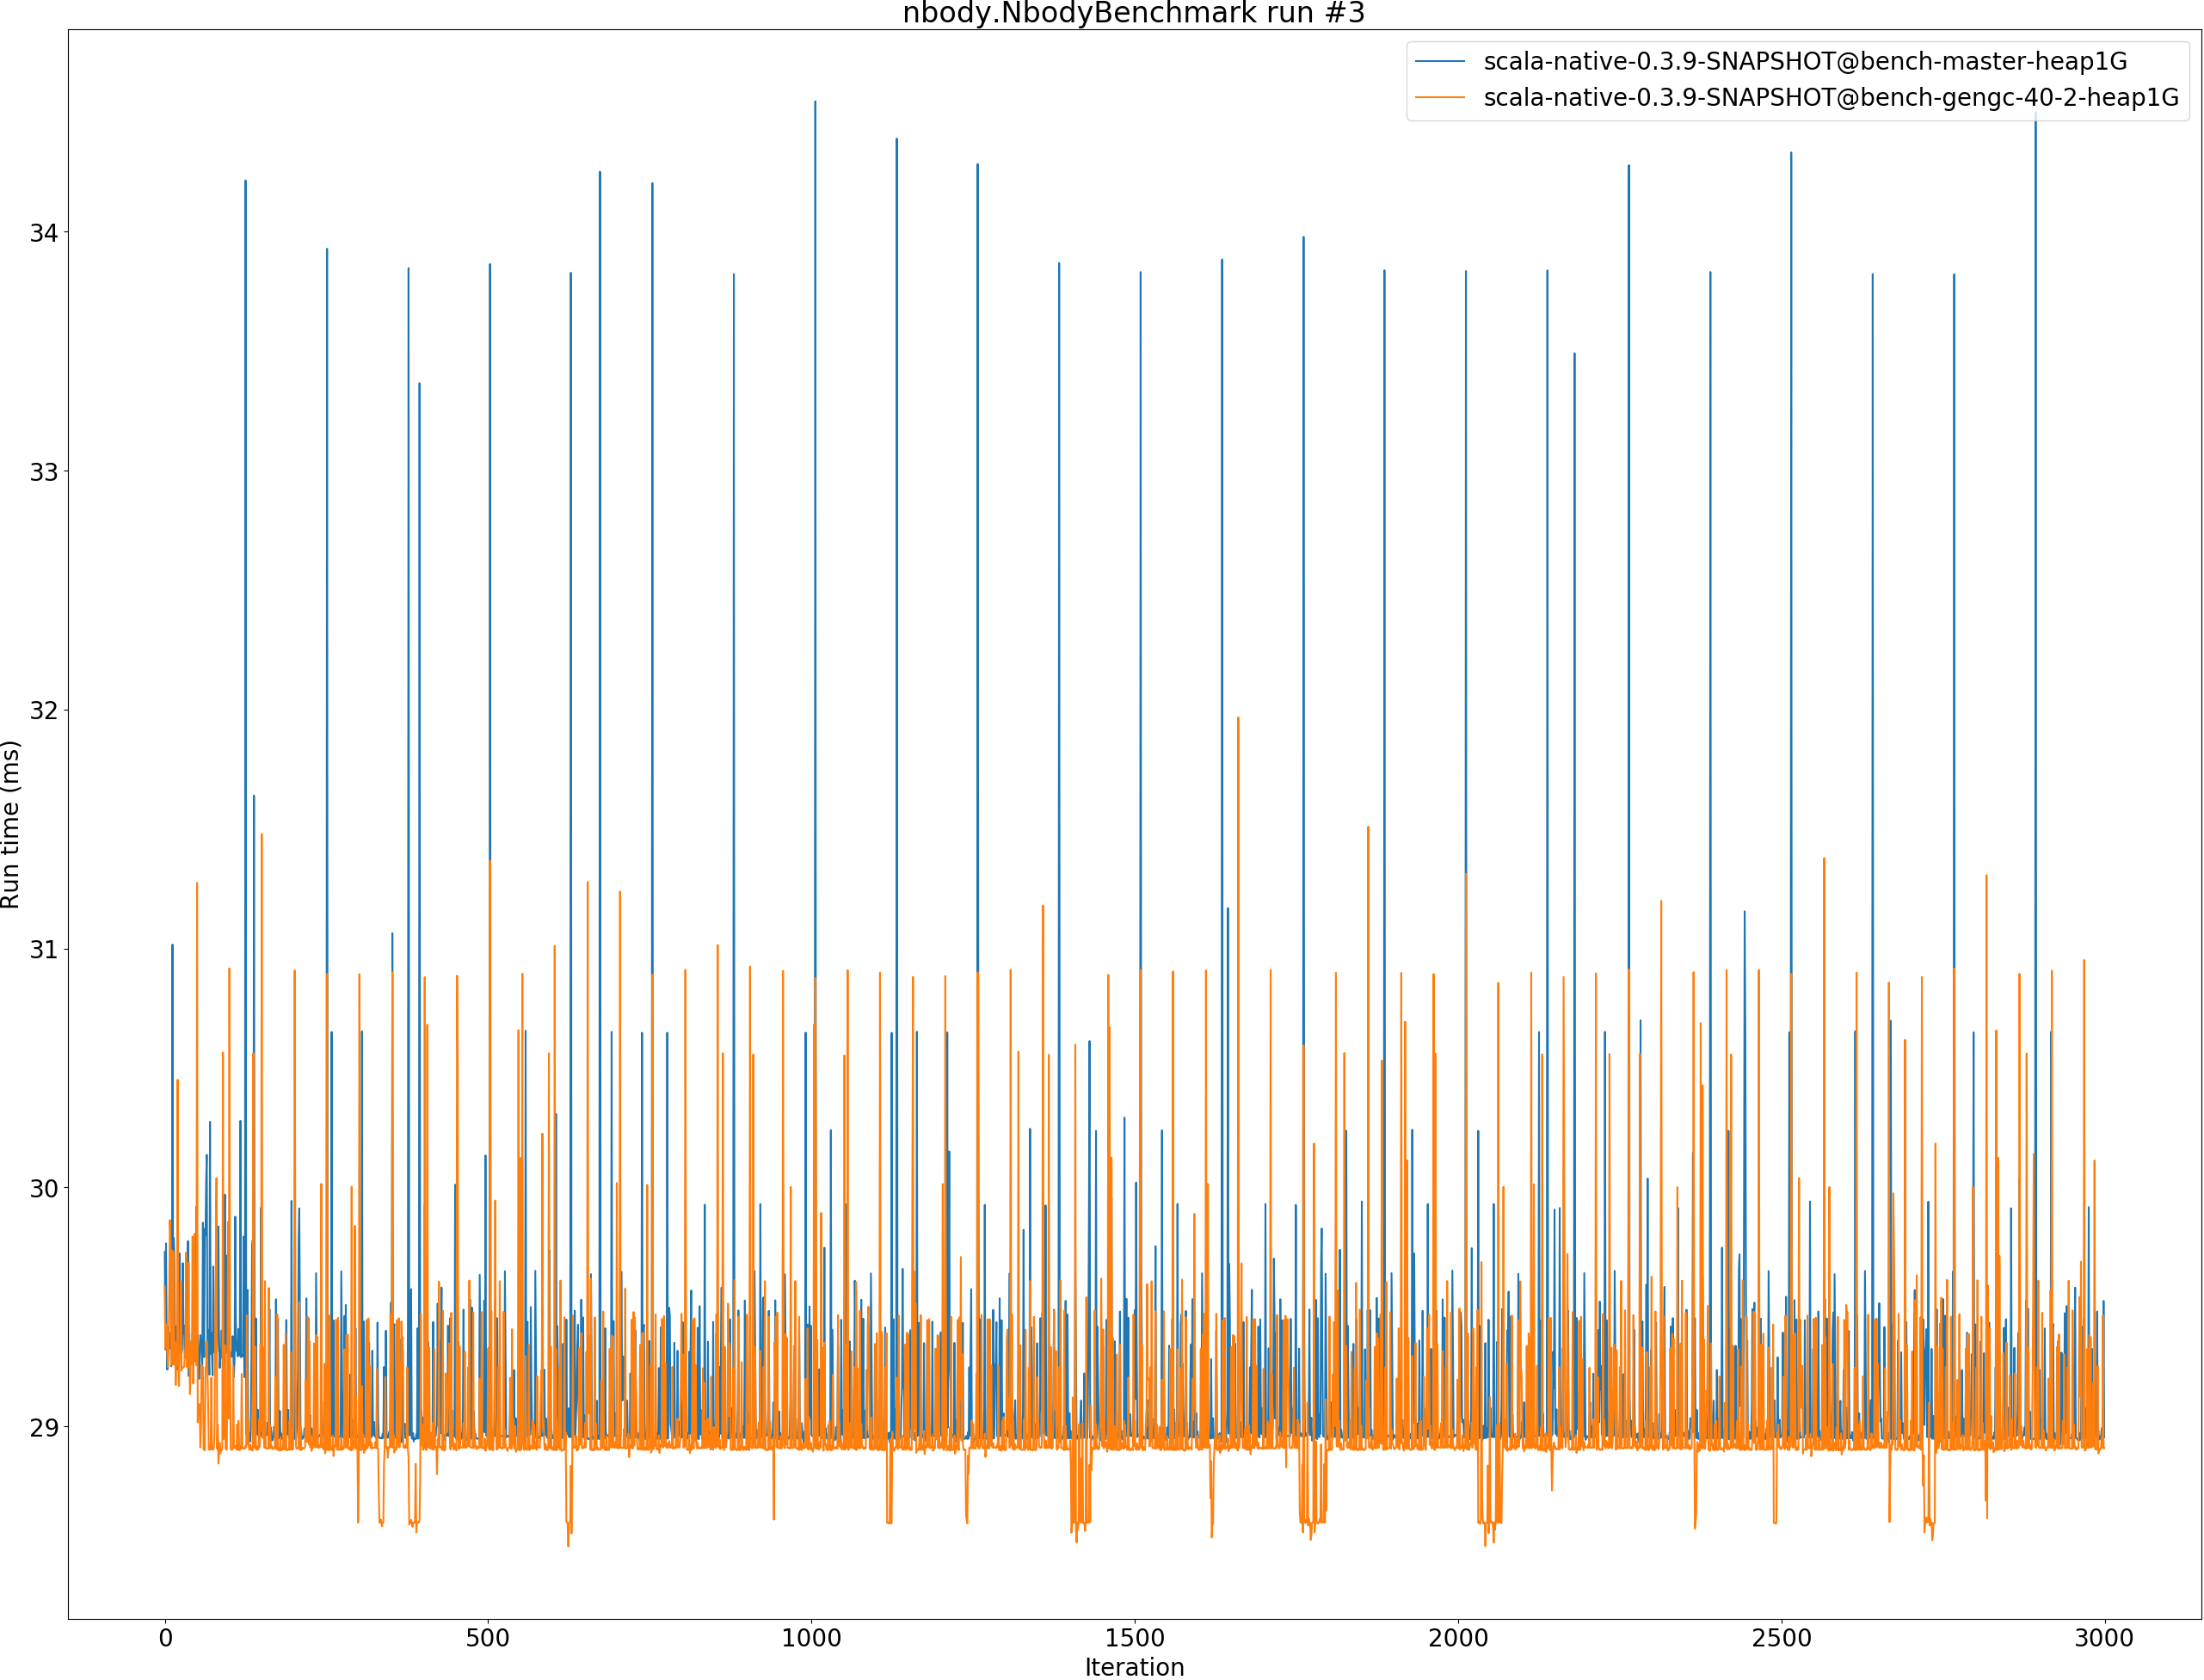 nbody.NbodyBenchmark run #3
scala-native-0.3.9-SNAPSHOT@bench-master-heap1G
scala-native-0.3.9-SNAPSHOT@bench-gengc-40-2-heap1G
Run time (ms)
34
33
32
31
30
29
0 500 1000 1500 2000 2500 3000
Iteration